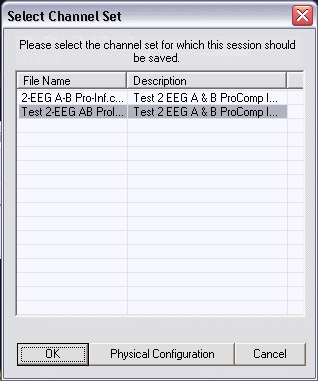 Select Channel Set
Please select the channel set for which this session should
be saved.
File Name Description
2-EEG A-B Pro-Inf.c... Test 2 EEG A & B ProComp I...
Test 2-EEG AB ProI... Test 2 EEG A & B ProComp I...
OK Physical Configuration Cancel